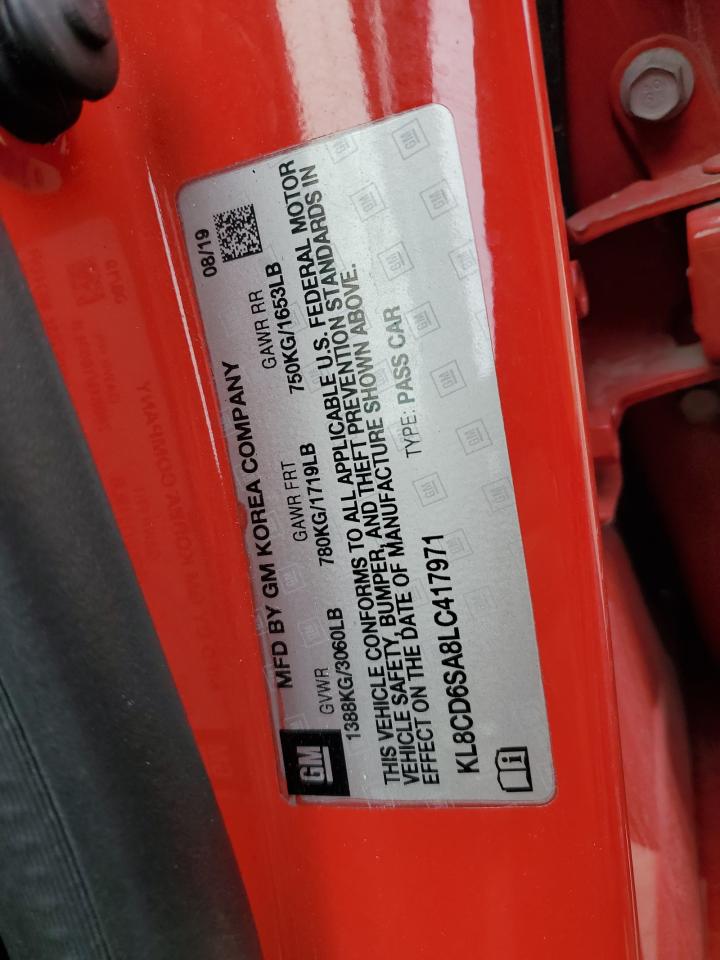 MFD BY GM KOREA COMPANY
08/19
GVWR
GAWR FRT
GAWR RR
1388KG/3060LB
780KG/1719LB
750KG/1653LB
THIS VEHICLE CONFORMS TO ALL APPLICABLE U.S. FEDERAL MOTOR
VEHICLE SAFETY, BUMPER, AND THEFT PREVENTION STANDARDS IN
EFFECT ON THE DATE OF MANUFACTURE SHOWN ABOVE.
KL8CD6SA8LC417971
TYPE: PASS CAR
GM